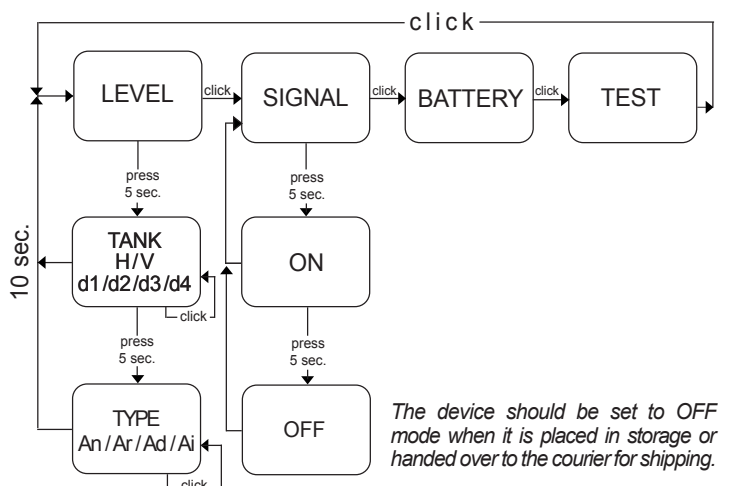 click
LEVEL
click
SIGNAL
click
BATTERY
click
TEST
press
5 sec.
press
5 sec.
10 sec.
TANK
H/V
d1/d2/d3/d4
click
ON
press
5 sec.
press
5 sec.
TYPE
An/Ar/Ad/Ai
click
OFF
The device should be set to OFF
mode when it is placed in storage or
handed over to the courier for shipping.